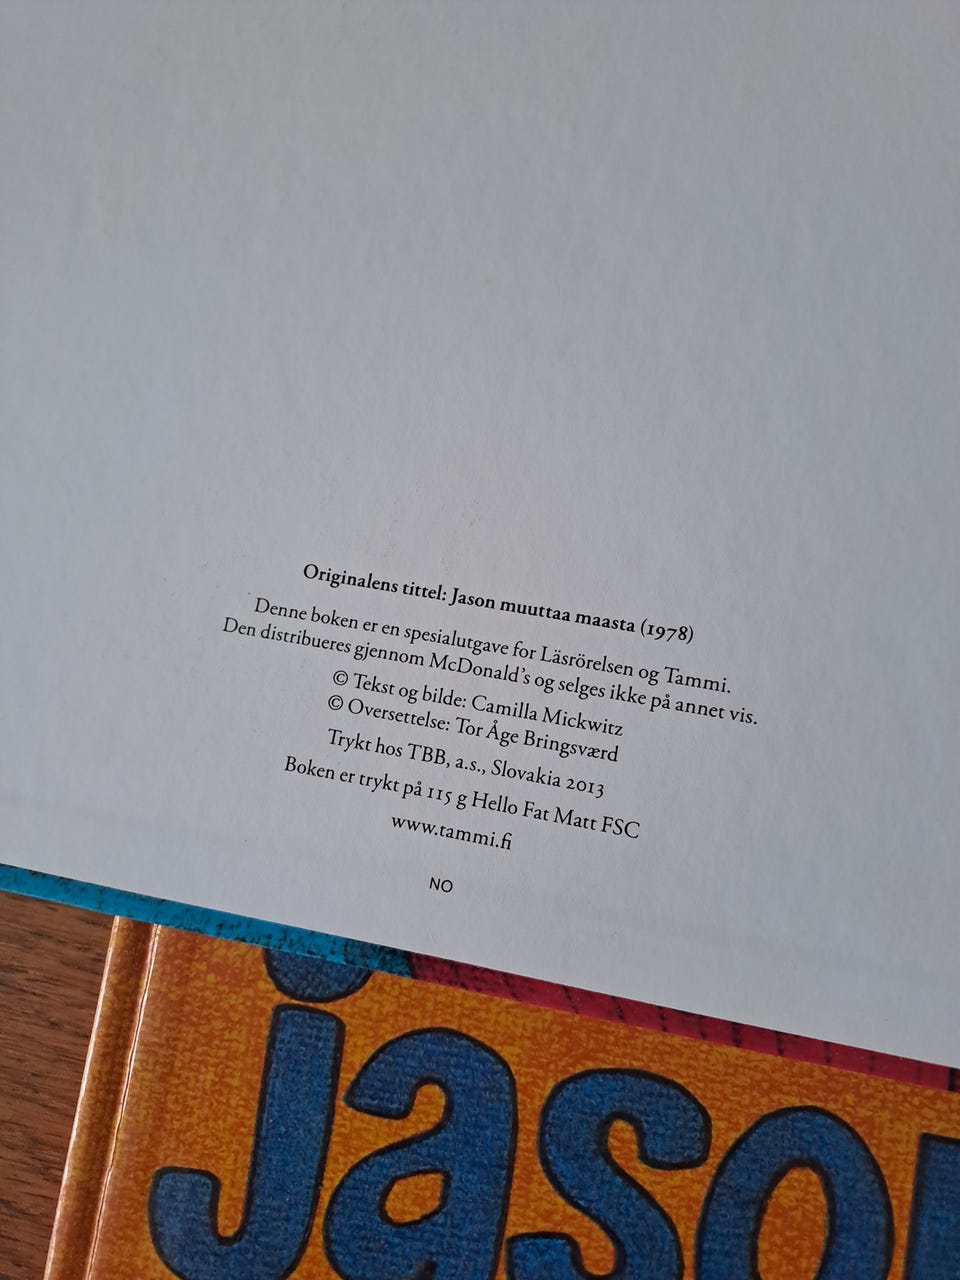 Originalens tittel: Jason muuttaa maasta (1978)
Denne boken er en spesialutgave for Läsrörelsen og Tammi.
Den distribueres gjennom McDonald's og selges ikke på annet vis.
© Tekst og bilde: Camilla Mickwitz
© Oversettelse: Tor Åge Bringsværd
Trykt hos TBB, a.s., Slovakia 2013
Boken er trykt på 115 g Hello Fat Matt FSC
www.tammi.fi
NO
jason